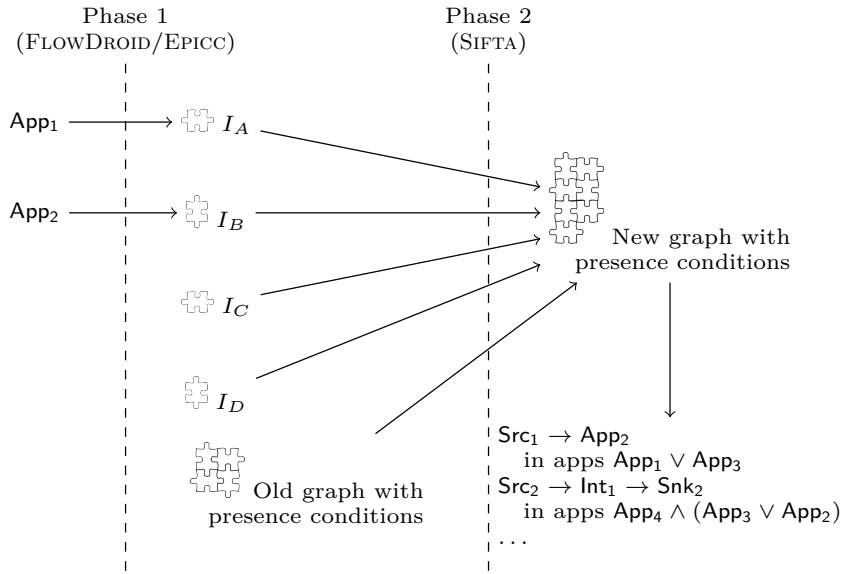 Phase 1
(FLOWDROID/EPICC)
Phase 2
(SIFTA)
App₁
I_A
App₂
I_B
New graph with
presence conditions
I_C
I_D
Old graph with
presence conditions
Src₁ → App₂
in apps App₁ ∨ App₃
Src₂ → Int₁ → Snk₂
in apps App₄ ∧ (App₃ ∨ App₂)
. . .